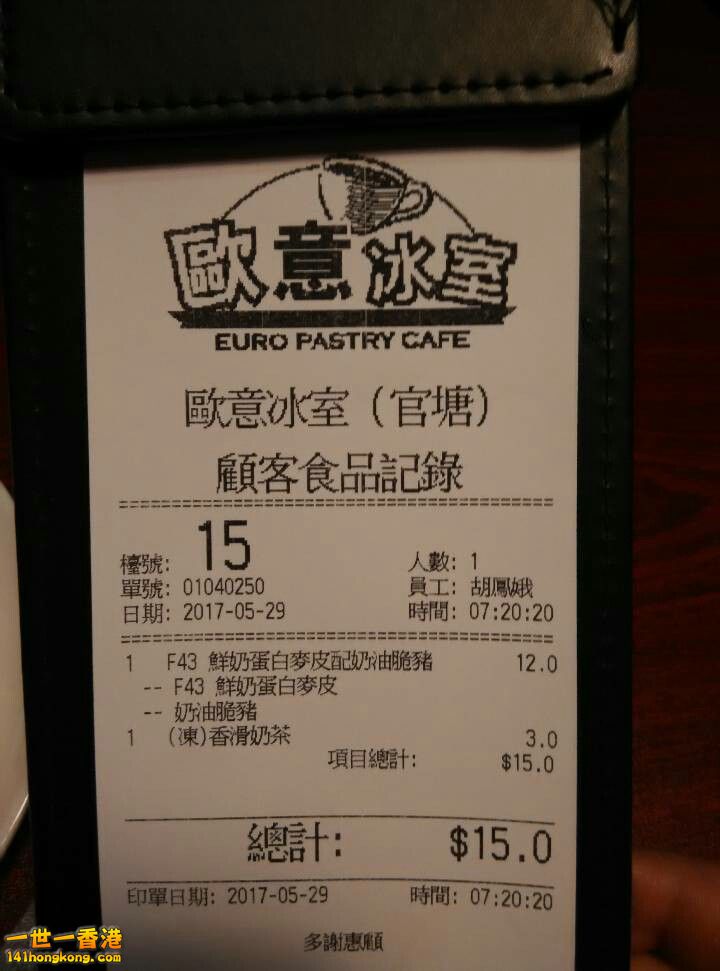 歐意冰室
EURO PASTRY CAFE
歐意冰室（官塘）
顧客食品記錄
檯號: 15 人數: 1
單號: 01040250 員工: 胡鳳娥
日期: 2017-05-29 時間: 07:20:20
1 F43 鮮奶蛋白麥皮配奶油脆豬 12.0
-- F43 鮮奶蛋白麥皮
-- 奶油脆豬
1 (凍)香滑奶茶 3.0
項目總計: $15.0
總計: $15.0
印單日期: 2017-05-29 時間: 07:20:20
多謝惠顧
一世一香港
141hongkong.com